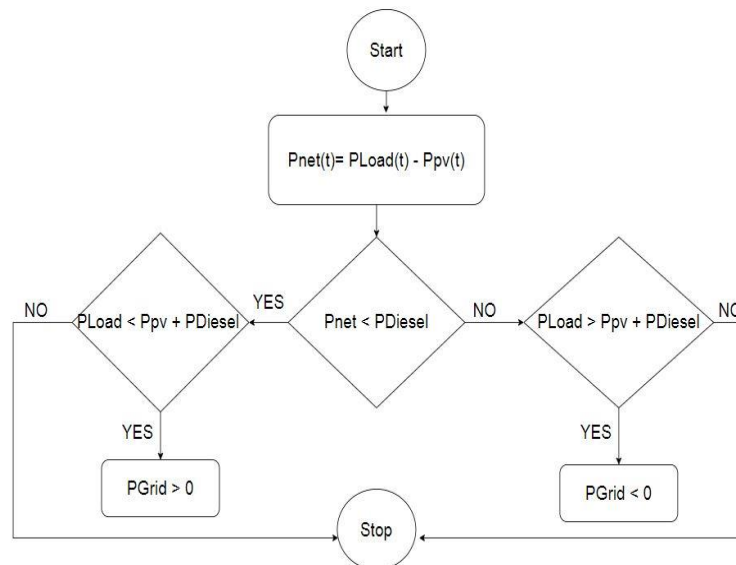 Start
Pnet(t)= PLoad(t) - Ppv(t)
NO
PLoad < Ppv + PDiesel
YES
Pnet < PDiesel
NO
PLoad > Ppv + PDiesel
NO
YES
YES
PGrid > 0
PGrid < 0
Stop